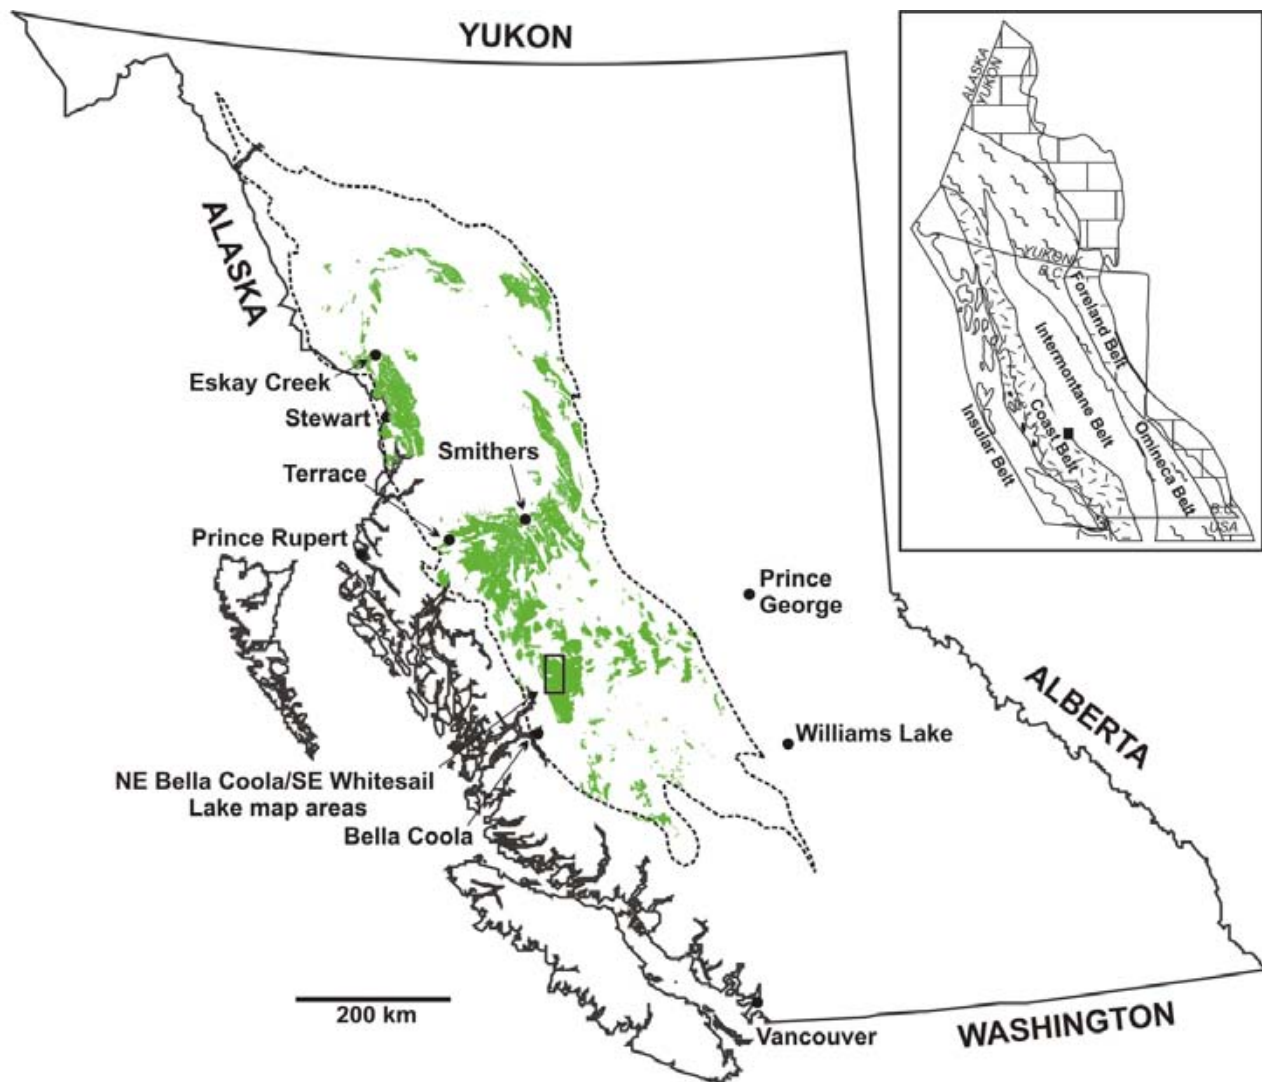 YUKON
ALASKA
Eskay Creek
Stewart
Smithers
Terrace
Prince Rupert
Prince
George
ALBERTA
Williams Lake
NE Bella Coola/SE Whitesail
Lake map areas
Bella Coola
200 km
Vancouver
WASHINGTON
ALASKA
YUKON
YUKON
B.C.
Foreland Belt
Intermontane Belt
Coast Belt
Insular Belt
Omineca Belt
B.C.
USA